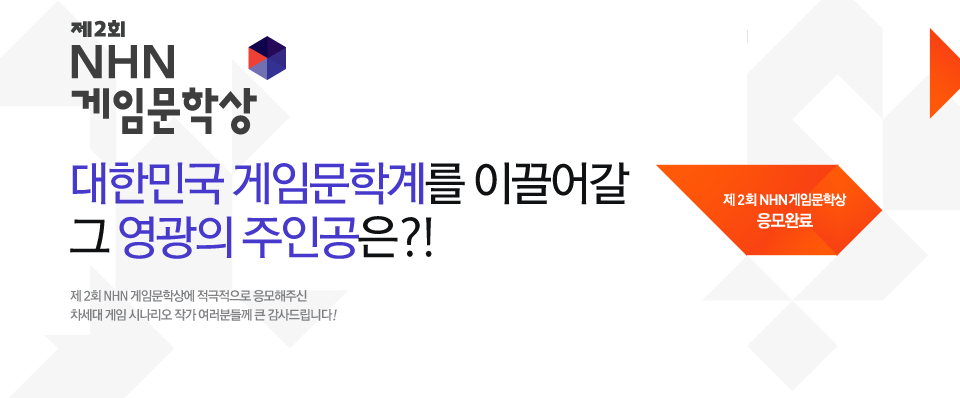 제2회
NHN
게임문학상
대한민국 게임문학계를 이끌어갈
그 영광의 주인공은?!
제 2회 NHN 게임문학상에 적극적으로 응모해주신
차세대 게임 시나리오 작가 여러분들께 큰 감사드립니다!
제 2회 NHN게임문학상
응모완료